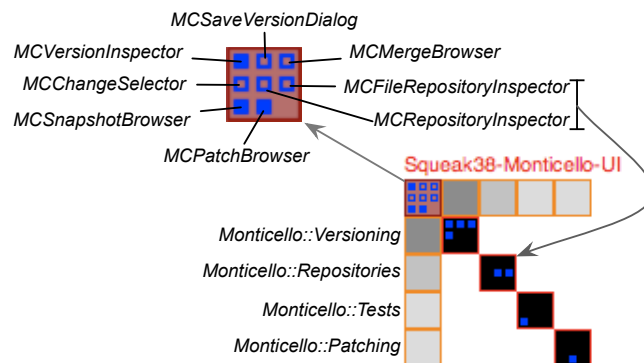 MCSaveVersionDialog
MCVersionInspector
MCMergeBrowser
MCChangeSelector
MCFileRepositoryInspector
MCSnapshotBrowser
MCRepositoryInspector
MCPatchBrowser
Squeak38-Monticello-UI
Monticello::Versioning
Monticello::Repositories
Monticello::Tests
Monticello::Patching